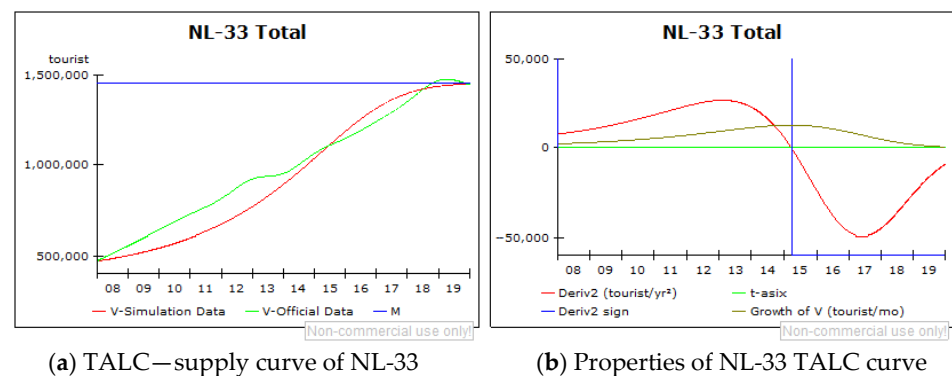 NL-33 Total
tourist
1,500,000
1,000,000
500,000
08 09 10 11 12 13 14 15 16 17 18 19
V-Simulation Data V-Official Data M
Non-commercial use only!
(a) TALC—supply curve of NL-33
NL-33 Total
50,000
0
−50,000
08 09 10 11 12 13 14 15 16 17 18 19
Deriv2 (tourist/yr²) t-asix
Deriv2 sign Growth of V (tourist/mo)
Non-commercial use only!
(b) Properties of NL-33 TALC curve